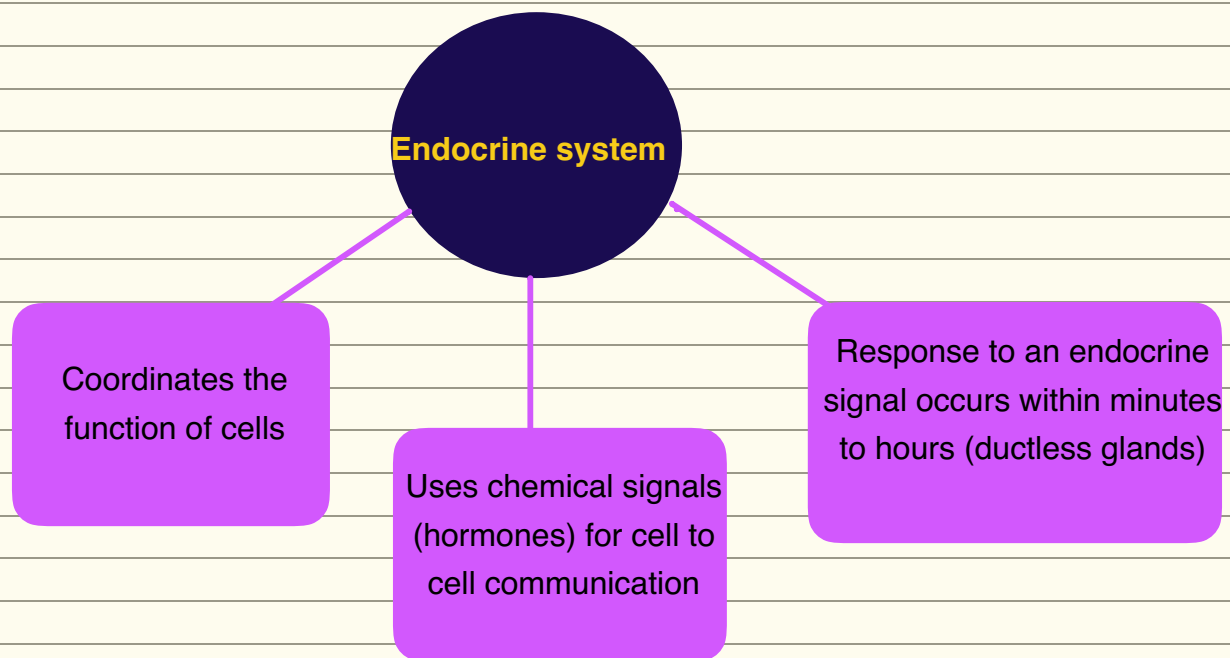 Endocrine system
Coordinates the
function of cells
Uses chemical signals
(hormones) for cell to
cell communication
Response to an endocrine
signal occurs within minutes
to hours (ductless glands)